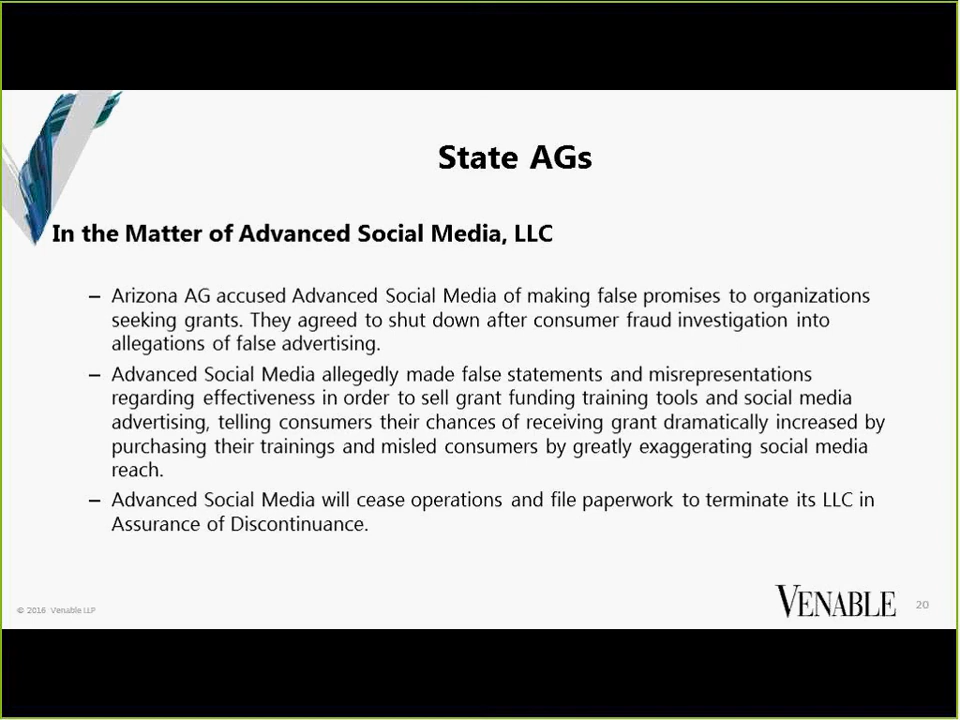 State AGs
In the Matter of Advanced Social Media, LLC
– Arizona AG accused Advanced Social Media of making false promises to organizations
seeking grants. They agreed to shut down after consumer fraud investigation into
allegations of false advertising.
– Advanced Social Media allegedly made false statements and misrepresentations
regarding effectiveness in order to sell grant funding training tools and social media
advertising, telling consumers their chances of receiving grant dramatically increased by
purchasing their trainings and misled consumers by greatly exaggerating social media
reach.
– Advanced Social Media will cease operations and file paperwork to terminate its LLC in
Assurance of Discontinuance.
© 2016 Venable LLP
VENABLE
20